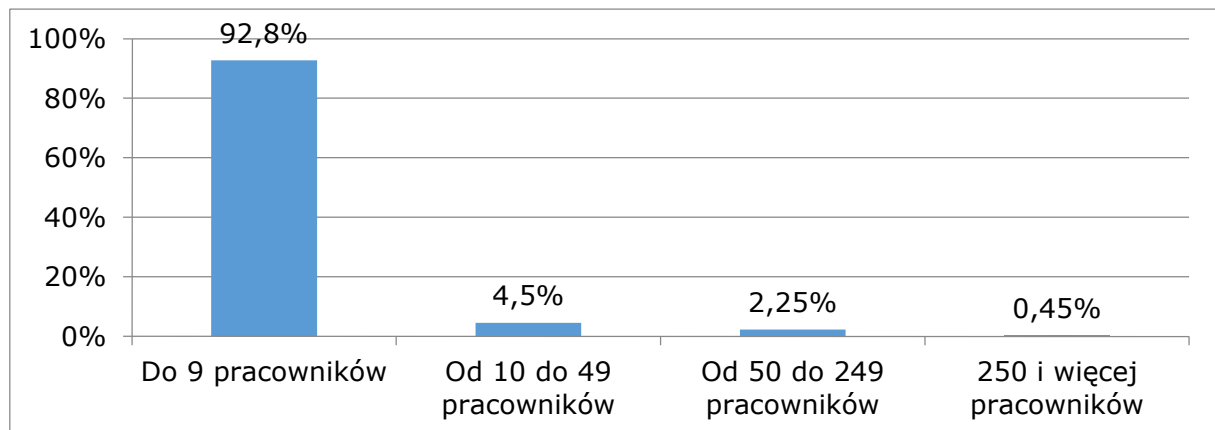 100%
92,8%
80%
60%
40%
20%
4,5%
2,25%
0,45%
0%
Do 9 pracowników
Od 10 do 49
pracowników
Od 50 do 249
pracowników
250 i więcej
pracowników